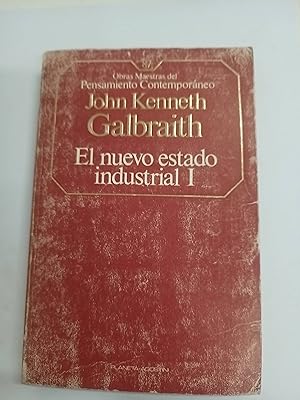 87
Obras Maestras del
Pensamiento Contemporáneo
John Kenneth
Galbraith
El nuevo estado
industrial I
PLANETA-AGOSTINI